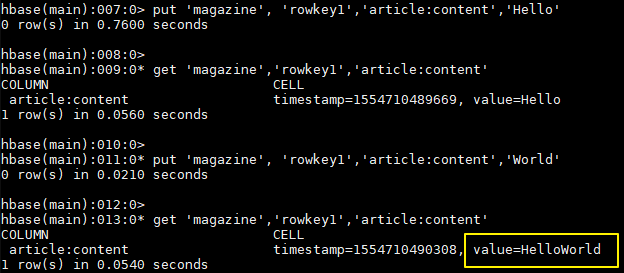 hbase(main):007:0> put 'magazine', 'rowkey1','article:content','Hello'
0 row(s) in 0.7600 seconds
hbase(main):008:0>
hbase(main):009:0* get 'magazine','rowkey1','article:content'
COLUMN CELL
article:content timestamp=1554710489669, value=Hello
1 row(s) in 0.0560 seconds
hbase(main):010:0>
hbase(main):011:0* put 'magazine', 'rowkey1','article:content','World'
0 row(s) in 0.0210 seconds
hbase(main):012:0>
hbase(main):013:0* get 'magazine','rowkey1','article:content'
COLUMN CELL
article:content timestamp=1554710490308, value=HelloWorld
1 row(s) in 0.0540 seconds